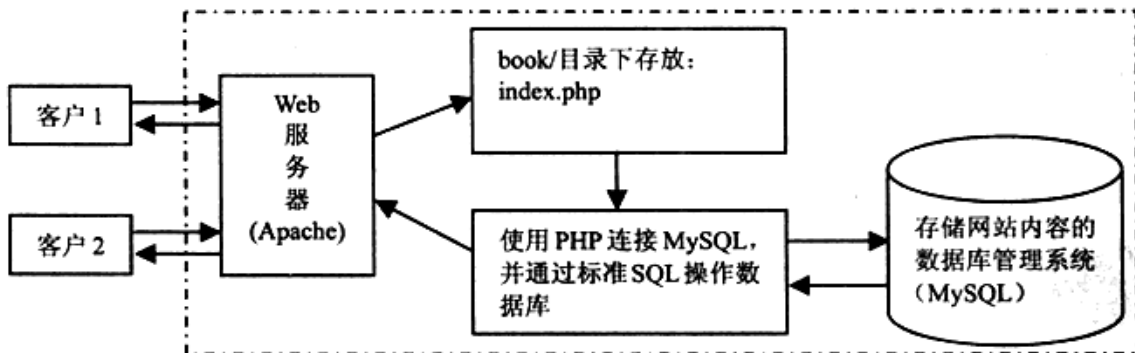 客户 1
客户 2
Web
服
务
器
(Apache)
book/目录下存放：
index.php
使用 PHP 连接 MySQL，
并通过标准 SQL 操作数
据库
存储网站内容的
数据库管理系统
（MySQL）